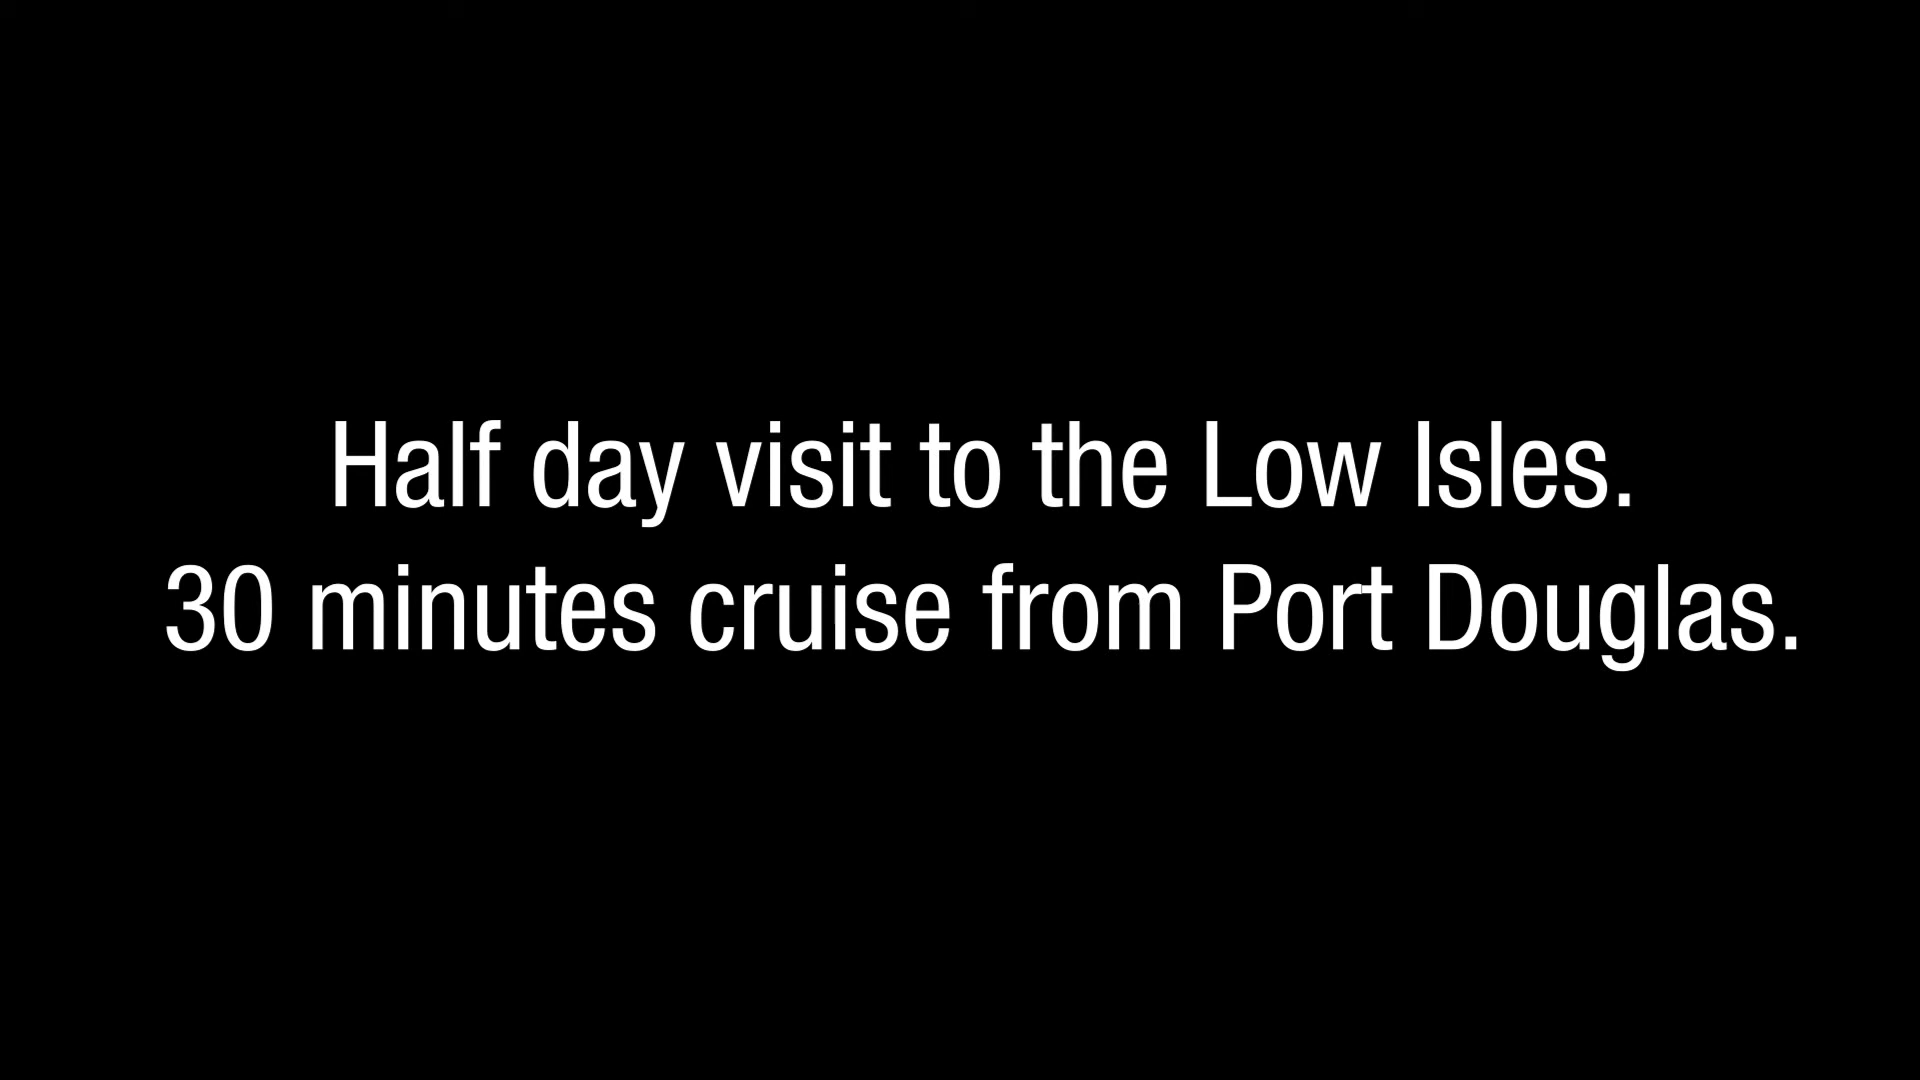 Half day visit to the Low Isles.
30 minutes cruise from Port Douglas.